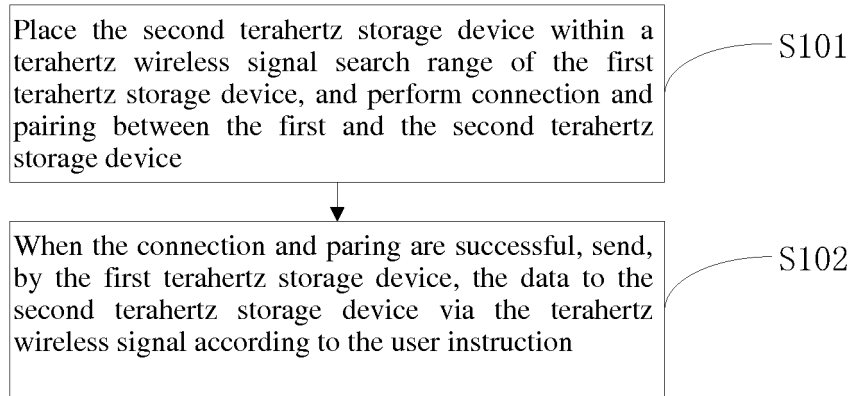 Place the second terahertz storage device within a
terahertz wireless signal search range of the first
terahertz storage device, and perform connection and
pairing between the first and the second terahertz
storage device
S101
When the connection and paring are successful, send,
by the first terahertz storage device, the data to the
second terahertz storage device via the terahertz
wireless signal according to the user instruction
S102